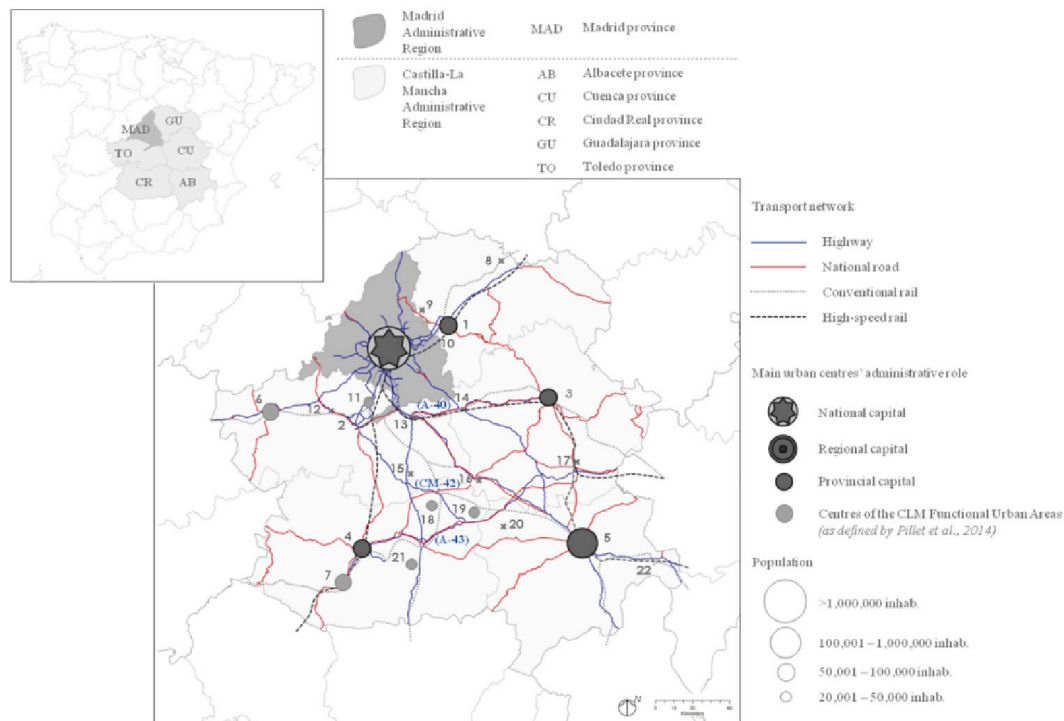 Madrid
Administrative
Region
MAD Madrid province
Castilla-La
Mancha
Administrative
Region
AB Albacete province
CU Cuenca province
CR Ciudad Real province
GU Guadalajara province
TO Toledo province
MAD
GU
TO
CU
CR
AB
Transport network
Highway
National road
Conventional rail
High-speed rail
Main urban centres' administrative role
National capital
Regional capital
Provincial capital
Centres of the CLM Functional Urban Areas
(as defined by Pillet et al., 2014)
Population
>1,000,000 inhab.
100,001 – 1,000,000 inhab.
50,001 – 100,000 inhab.
20,001 – 50,000 inhab.
8
9
1
10
6
12
11
2
(A-40)
13
14
3
15
(CM-42)
16
17
18
19
20
4
(A-43)
5
7
21
22
N